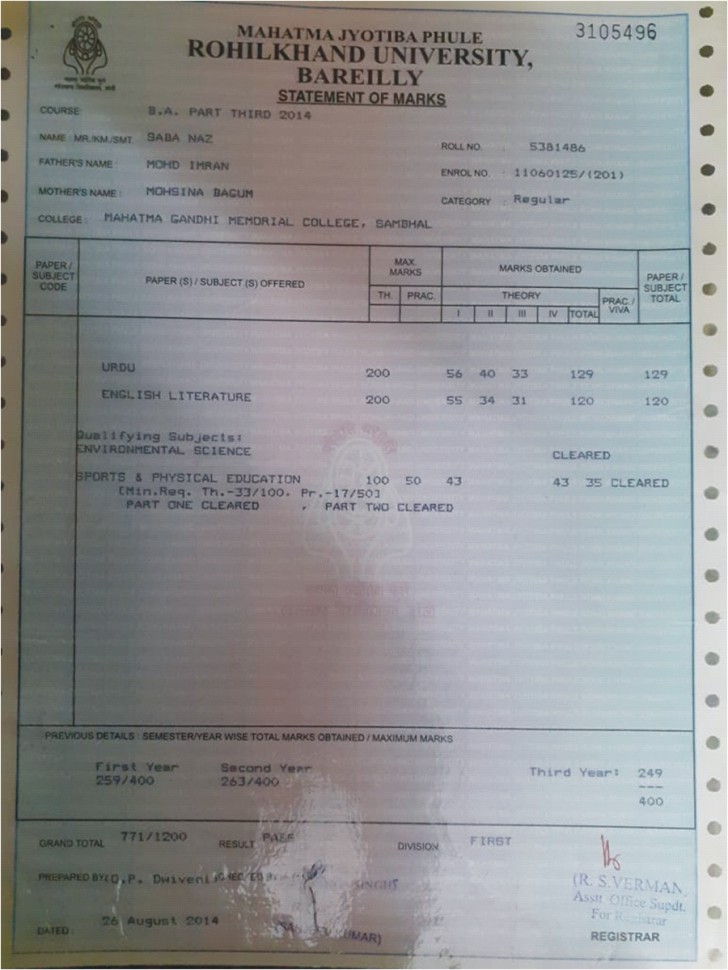 MAHATMA JYOTIBA PHULE
3105496
ROHILKHAND UNIVERSITY,
BAREILLY
STATEMENT OF MARKS
COURSE: B.A. PART THIRD 2014
NAME: MR./KM./SMT. SABA NAZ
ROLL NO. : 5381486
FATHER'S NAME : MOHD IMRAN
ENROL NO. : 11060125/(201)
MOTHER'S NAME : MOHSINA BAGUM
CATEGORY : Regular
COLLEGE : MAHATMA GANDHI MEMORIAL COLLEGE, SAMBHAL
PAPER / SUBJECT CODE PAPER (S) / SUBJECT (S) OFFERED MAX. MARKS MARKS OBTAINED PAPER / SUBJECT TOTAL
TH. PRAC. THEORY PRAC. / VIVA
I II III IV TOTAL
URDU 200 56 40 33 129 129
ENGLISH LITERATURE 200 55 34 31 120 120
Qualifying Subjects:
ENVIRONMENTAL SCIENCE CLEARED
SPORTS & PHYSICAL EDUCATION 100 50 43 43 35 CLEARED
[Min.Req. Th.-33/100. Pr.-17/50]
PART ONE CLEARED , PART TWO CLEARED
PREVIOUS DETAILS : SEMESTER/YEAR WISE TOTAL MARKS OBTAINED / MAXIMUM MARKS
First Year Second Year Third Year: 249
259/400 263/400 ---
400
GRAND TOTAL 771/1200 RESULT PASS DIVISION FIRST
PREPARED BY: O.P. Dwiveni
(R. S. VERMAN)
Asstt. Office Supdt.
For Registrar
DATED : 26 August 2014
REGISTRAR